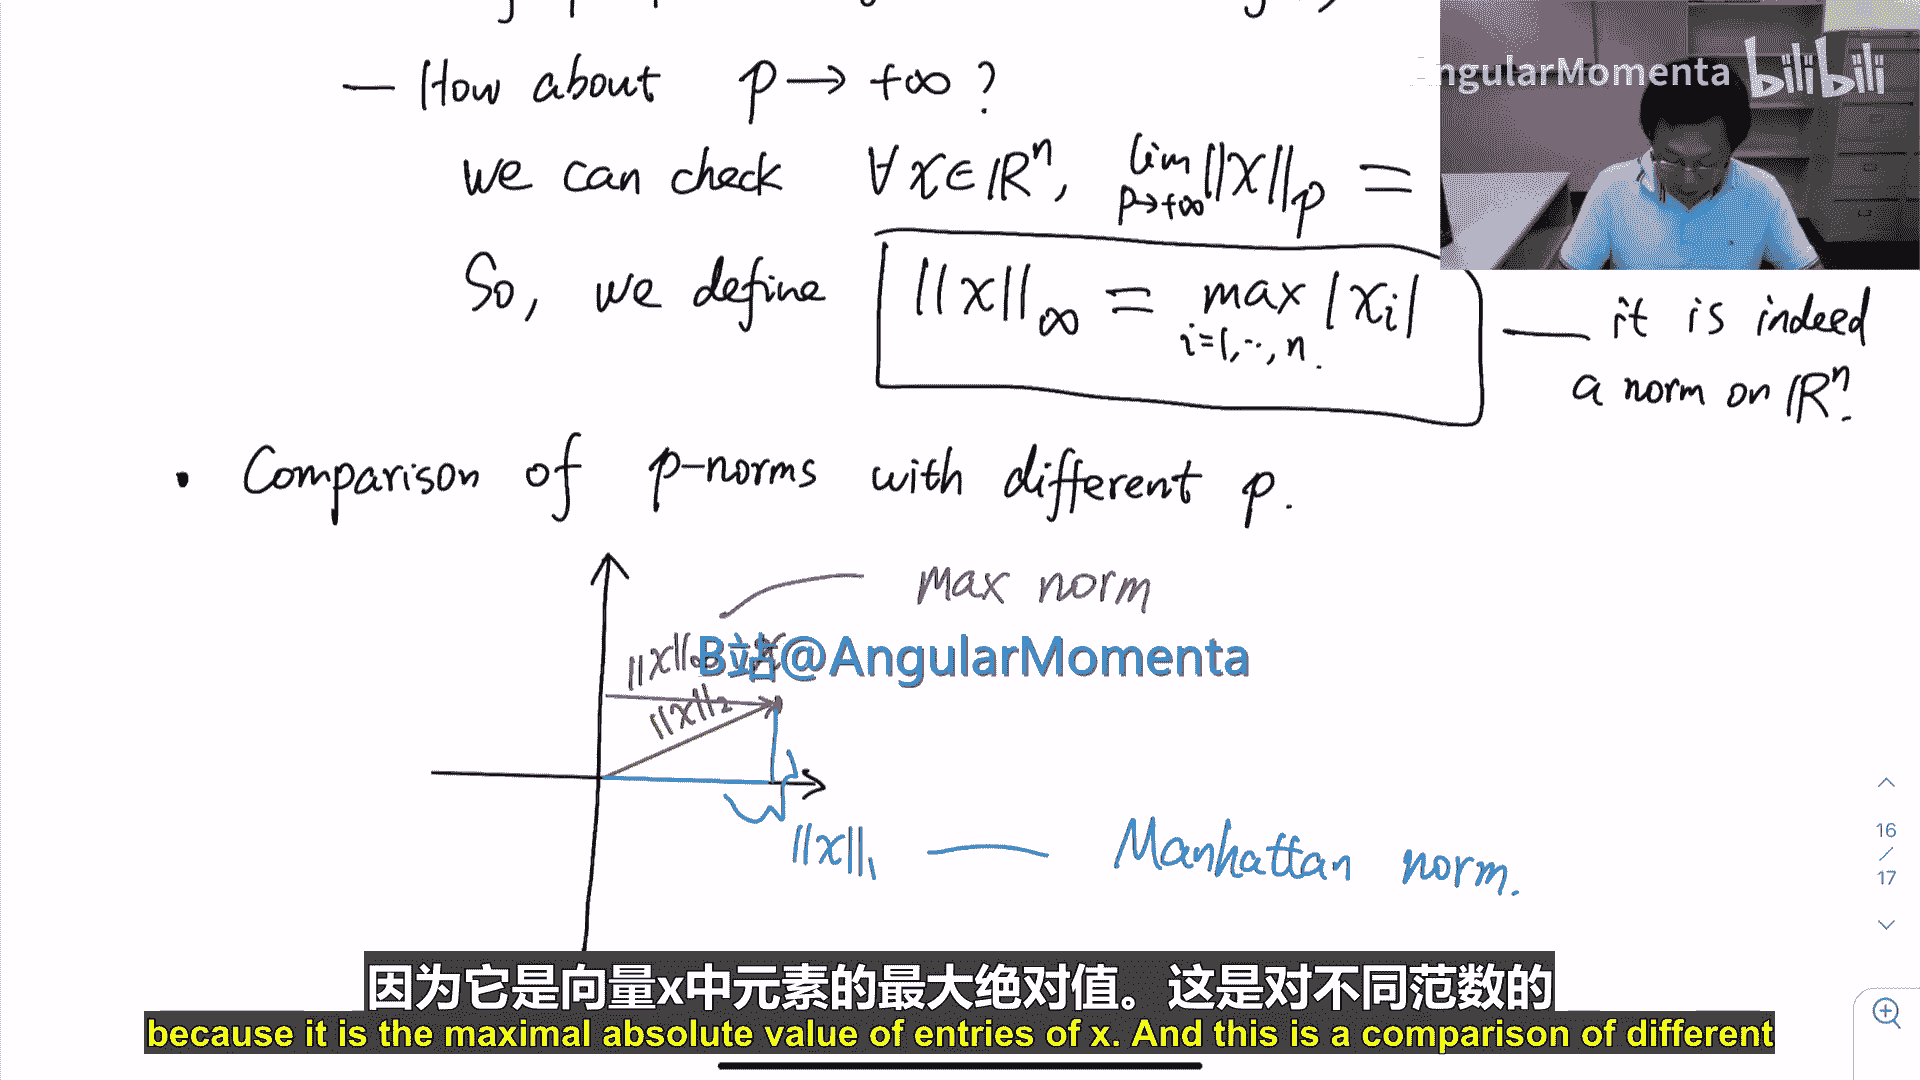 — How about p → +∞ ?
ngularMomenta bilibili
we can check ∀ x ∈ ℝⁿ, lim p→+∞ ||x||p =
So, we define ||x||∞ = max i=1,…,n. |xi| — it is indeed
a norm on ℝⁿ.
• Comparison of p-norms with different p.
max norm
||x||∞ x
B站@AngularMomenta
||x||₂
||x||₁ — Manhattan norm.
16
/
17
因为它是向量x中元素的最大绝对值。这是对不同范数的
because it is the maximal absolute value of entries of x. And this is a comparison of different